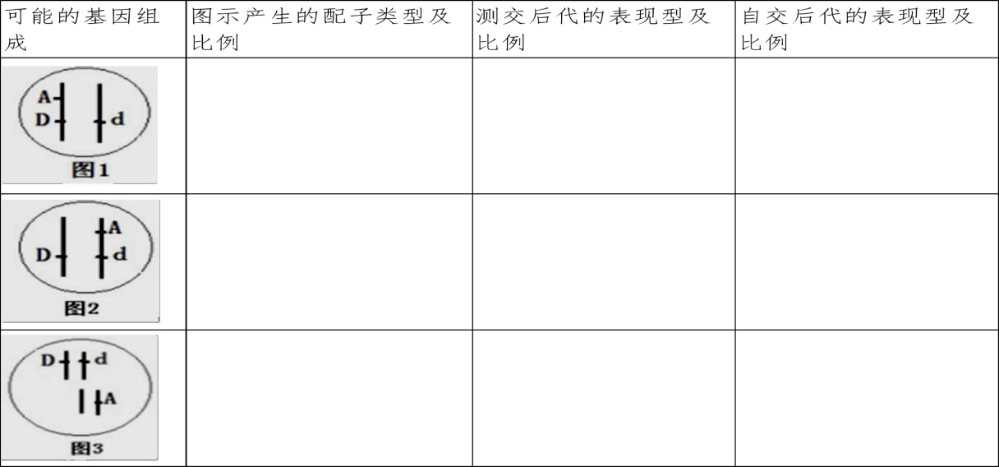 可能的基因组
成
图示产生的配子类型及
比例
测交后代的表现型及
比例
自交后代的表现型及
比例
A
D
d
图1
A
D
d
图2
D
d
A
图3